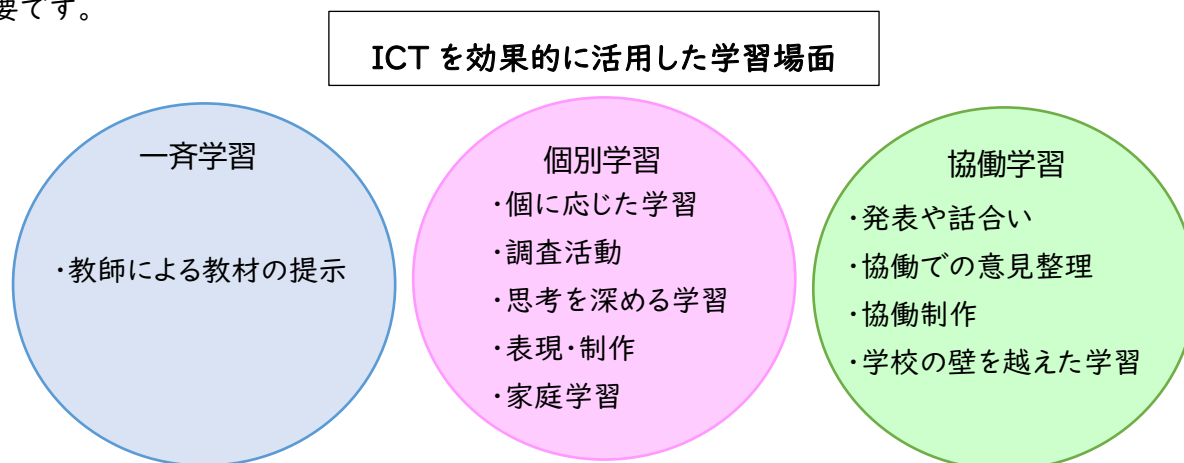 要です。
ICTを効果的に活用した学習場面
一斉学習
・教師による教材の提示
個別学習
・個に応じた学習
・調査活動
・思考を深める学習
・表現・制作
・家庭学習
協働学習
・発表や話合い
・協働での意見整理
・協働制作
・学校の壁を越えた学習